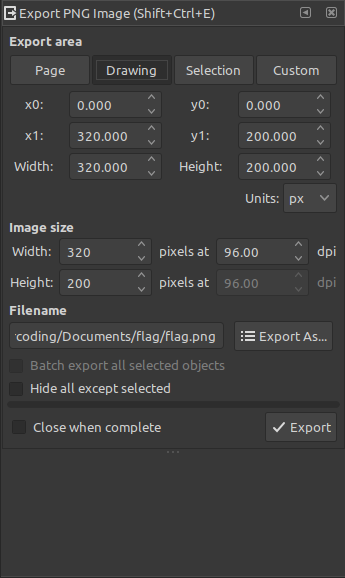 Export PNG Image (Shift+Ctrl+E)
Export area
Page Drawing Selection Custom
x0: 0.000 y0: 0.000
x1: 320.000 y1: 200.000
Width: 320.000 Height: 200.000
Units: px
Image size
Width: 320 pixels at 96.00 dpi
Height: 200 pixels at 96.00 dpi
Filename
coding/Documents/flag/flag.png Export As...
Batch export all selected objects
Hide all except selected
Close when complete Export